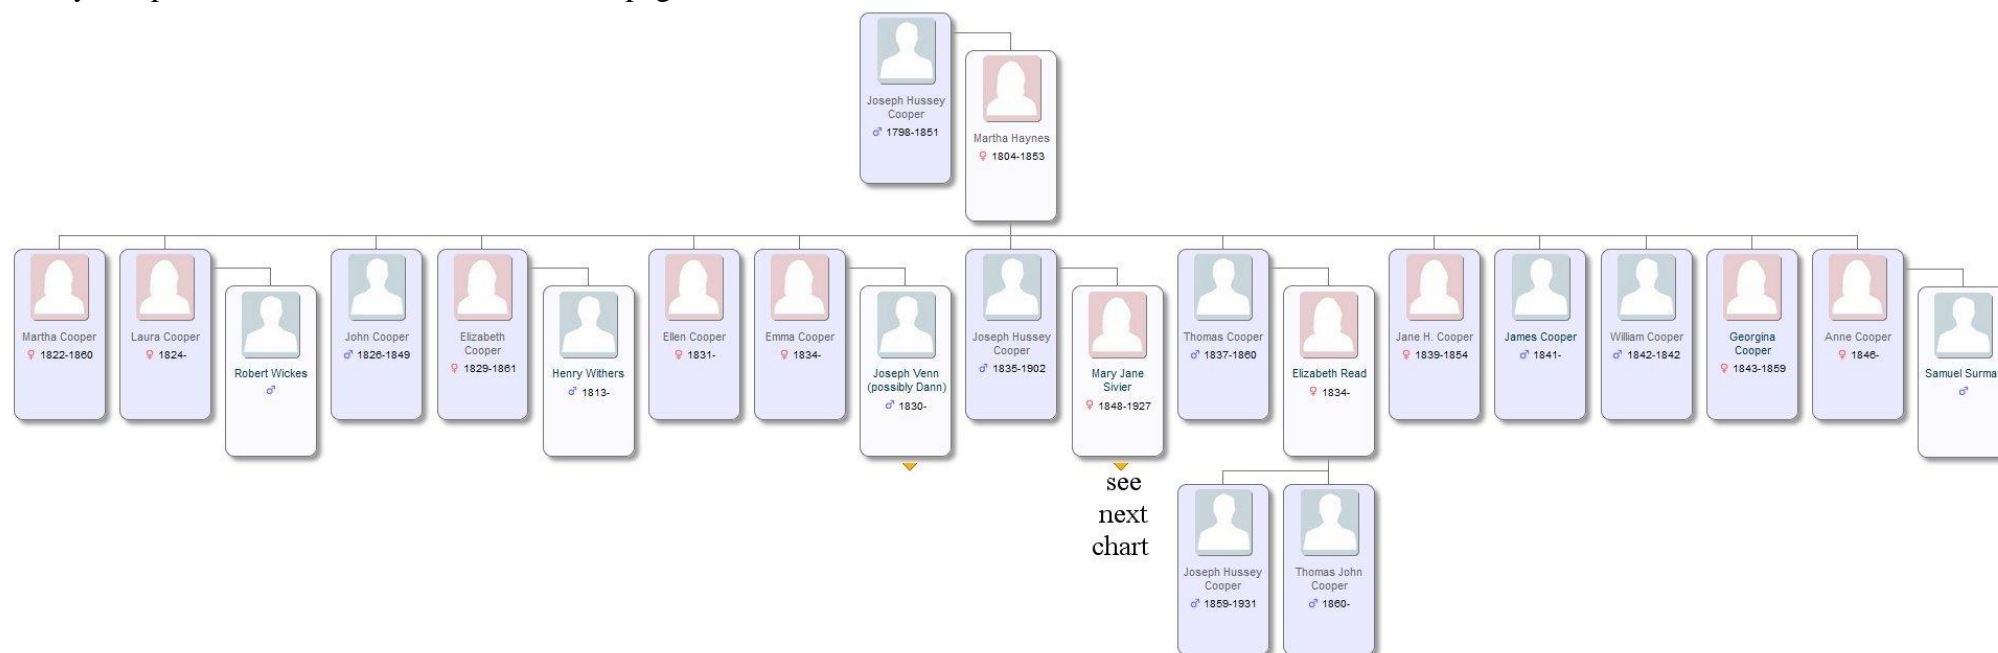 Joseph Hussey
Cooper
♂ 1798-1851
Martha Haynes
♀ 1804-1853
Martha Cooper
♀ 1822-1860
Laura Cooper
♀ 1824-
Robert Wickes
♂
John Cooper
♂ 1826-1849
Elizabeth
Cooper
♀ 1829-1861
Henry Withers
♂ 1813-
Ellen Cooper
♀ 1831-
Emma Cooper
♀ 1834-
Joseph Venn
(possibly Dann)
♂ 1830-
Joseph Hussey
Cooper
♂ 1835-1902
Mary Jane
Sivier
♀ 1848-1927
see
next
chart
Thomas Cooper
♂ 1837-1860
Elizabeth Read
♀ 1834-
Jane H. Cooper
♀ 1839-1854
James Cooper
♂ 1841-
William Cooper
♂ 1842-1842
Georgina
Cooper
♀ 1843-1859
Anne Cooper
♀ 1846-
Samuel Surma
♂
Joseph Hussey
Cooper
♂ 1859-1931
Thomas John
Cooper
♂ 1860-